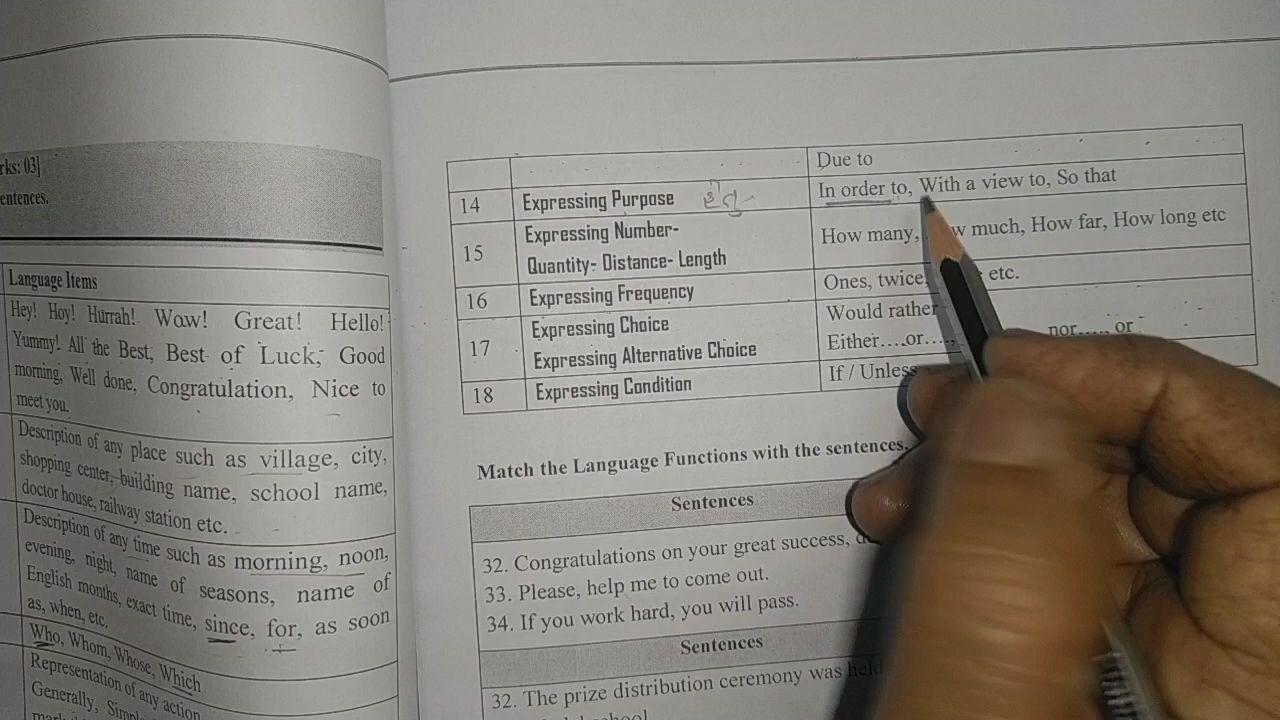 rks: 03]
entences.
Language Items
Hey! Hoy! Hurrah! Wow! Great! Hello!
Yummy! All the Best, Best of Luck, Good
morning, Well done, Congratulation, Nice to
meet you.
Description of any place such as village, city,
shopping center, building name, school name,
doctor house, railway station etc.
Description of any time such as morning, noon,
evening, night, name of seasons, name of
English months, exact time, since, for, as soon
as, when, etc.
Who, Whom, Whose, Which
Representation of any action
Generally, Simp
Due to
14 Expressing Purpose In order to, With a view to, So that
15 Expressing Number-
Quantity- Distance- Length How many, much, How far, How long etc
16 Expressing Frequency Ones, twice, etc.
17 Expressing Choice Would rather
Expressing Alternative Choice Either....or.... nor..... or
18 Expressing Condition If / Unless
Match the Language Functions with the sentences.
Sentences
32. Congratulations on your great success,
33. Please, help me to come out.
34. If you work hard, you will pass.
Sentences
32. The prize distribution ceremony was held
school